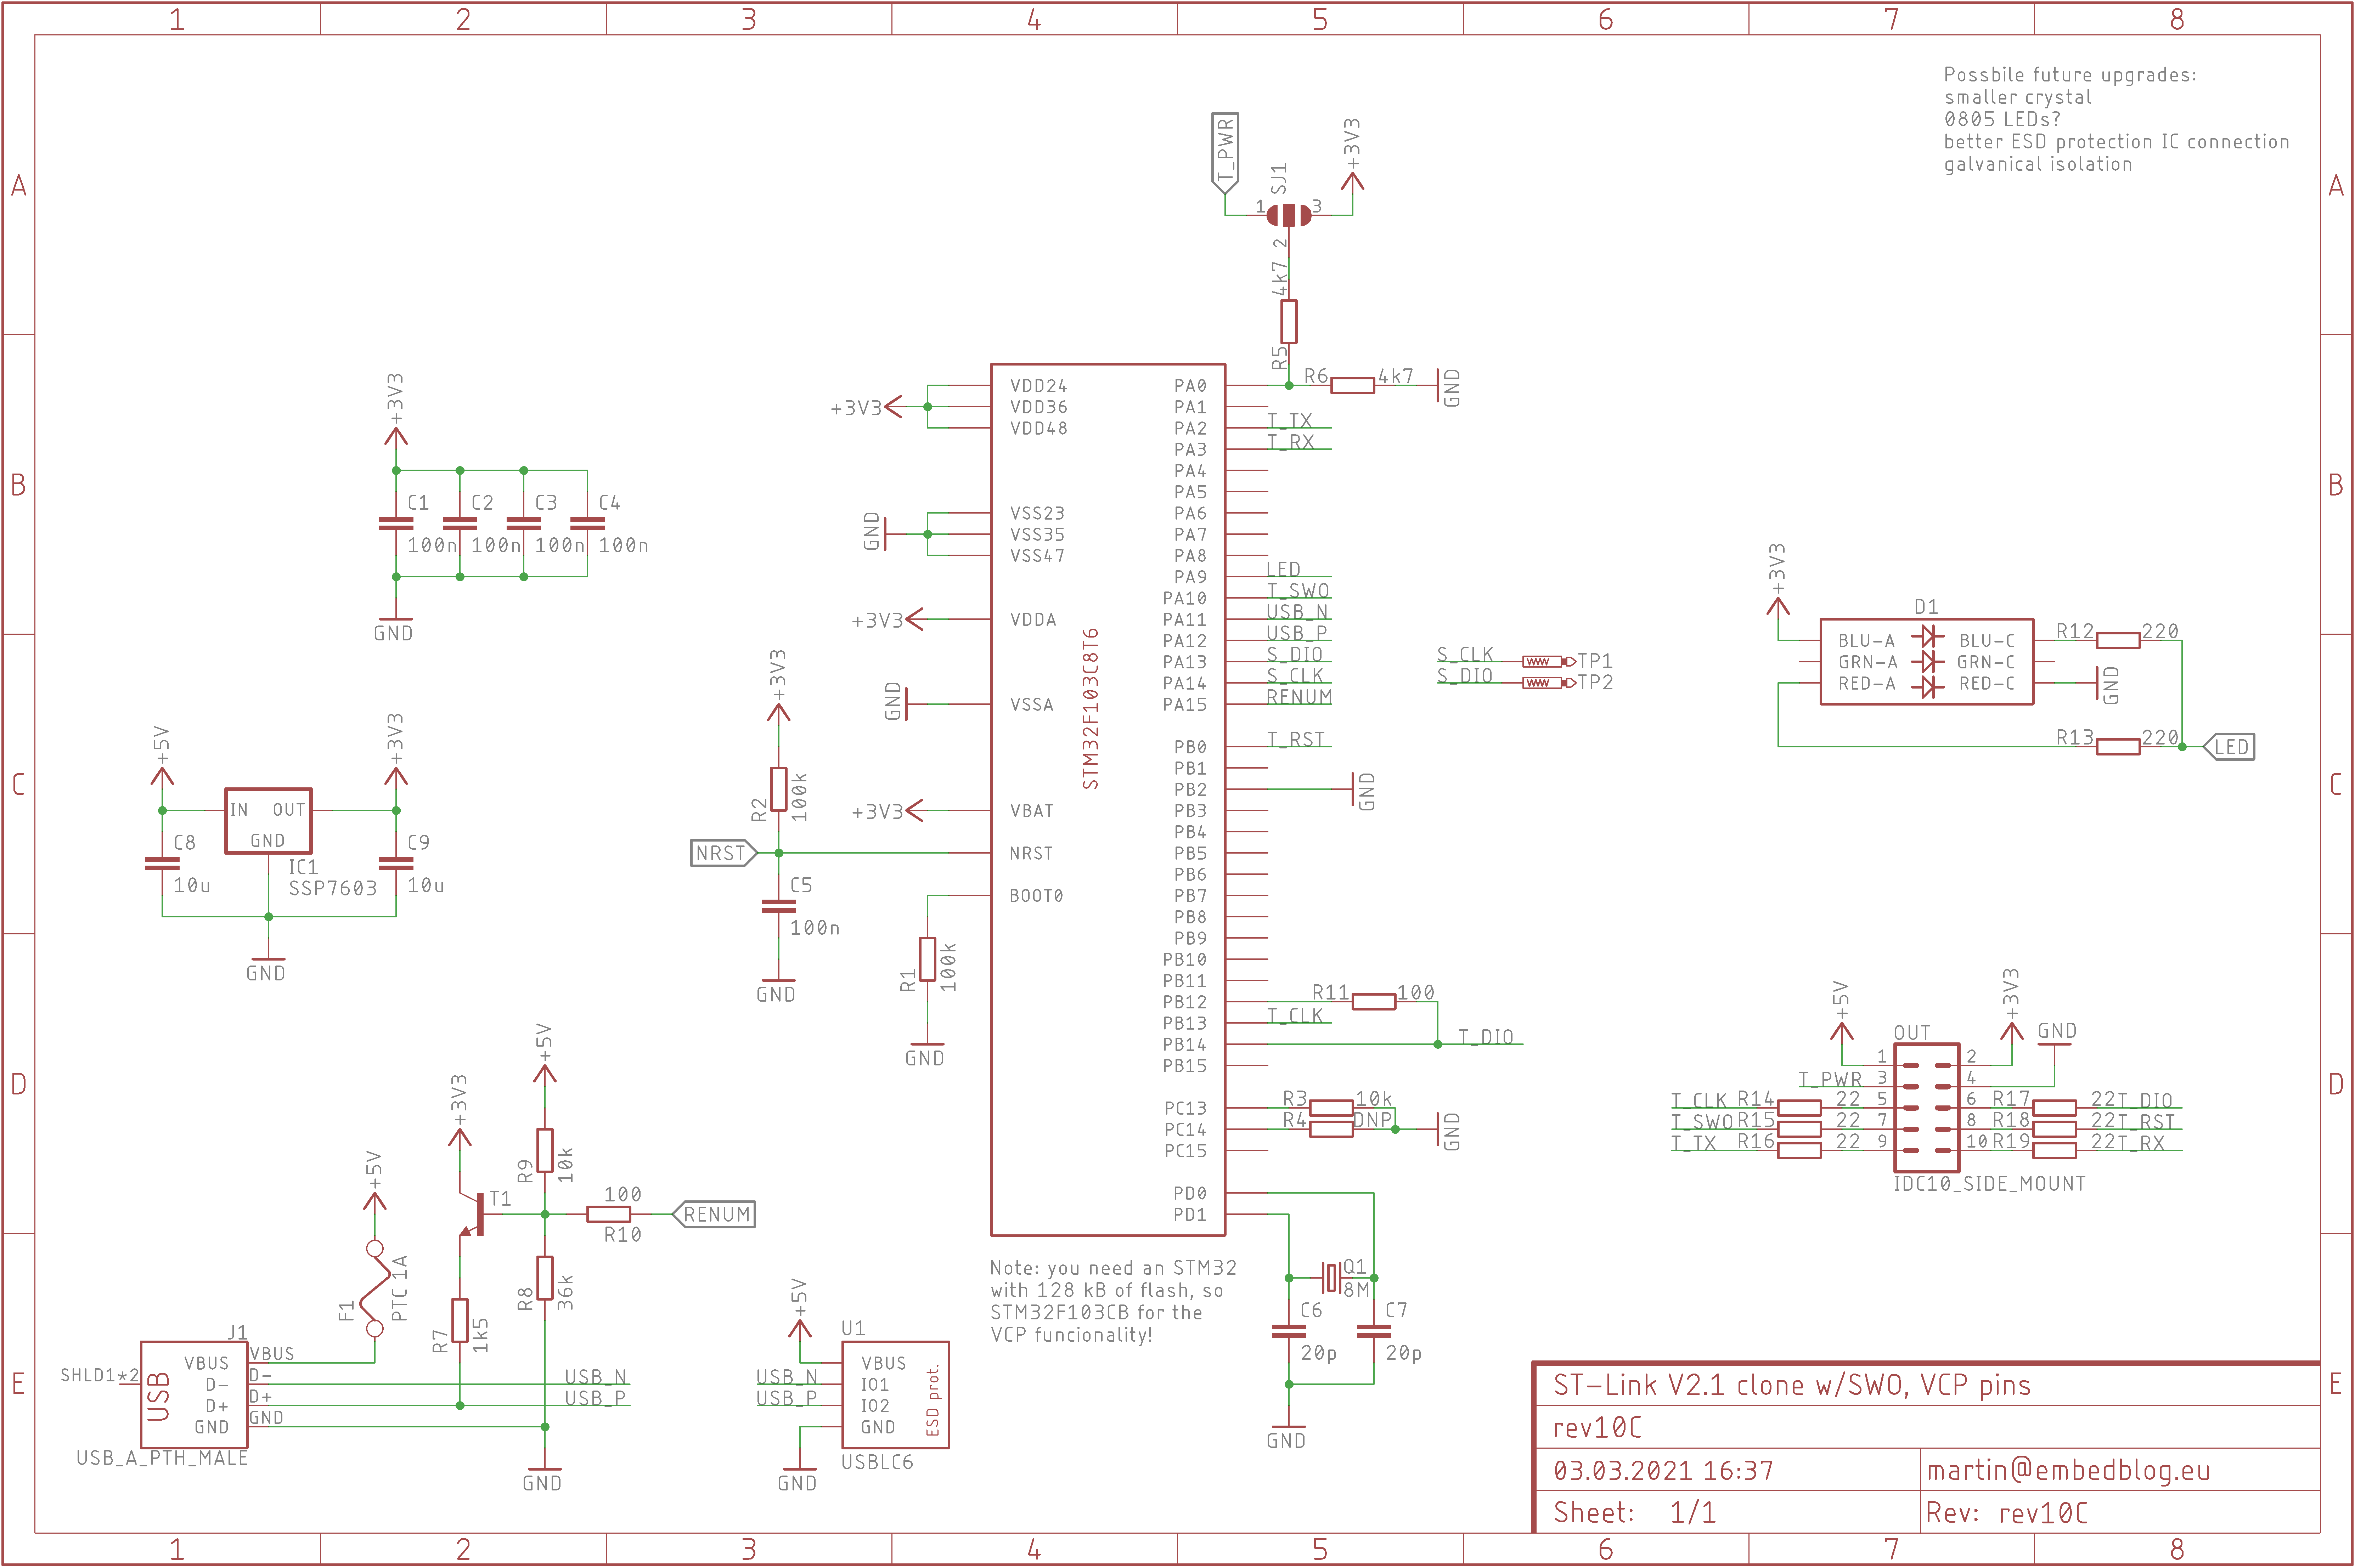 1 2 3 4 5 6 7 8
A
B
C
D
E
Possbile future upgrades:
smaller crystal
0805 LEDs?
better ESD protection IC connection
galvanical isolation
T_PWR
SJ1
+3V3
1
3
2
4k7
R5
R6
4k7
GND
+3V3
C1
100n
C2
100n
C3
100n
C4
100n
GND
+5V
+3V3
IN
OUT
GND
C8
10u
C9
10u
IC1
SSP7603
GND
+3V3
R2
100k
NRST
C5
100n
GND
R1
100k
GND
+3V3
GND
+3V3
GND
+3V3
VDD24
VDD36
VDD48
VSS23
VSS35
VSS47
VDDA
VSSA
VBAT
NRST
BOOT0
STM32F103C8T6
PA0
PA1
PA2 T_TX
PA3 T_RX
PA4
PA5
PA6
PA7
PA8
PA9 LED
PA10 T_SWO
PA11 USB_N
PA12 USB_P
PA13 S_DIO
PA14 S_CLK
PA15 RENUM
PB0 T_RST
PB1
PB2 GND
PB3
PB4
PB5
PB6
PB7
PB8
PB9
PB10
PB11
PB12 R11 100
PB13 T_CLK
PB14 T_DIO
PB15
PC13 R3 10k
PC14 R4 DNP GND
PC15
PD0
PD1
Q1
8M
C6
20p
C7
20p
GND
Note: you need an STM32
with 128 kB of flash, so
STM32F103CB for the
VCP funcionality!
S_CLK TP1
S_DIO TP2
+3V3
D1
BLU-A BLU-C
GRN-A GRN-C
RED-A RED-C
R12 220
GND
R13 220
LED
+5V
+3V3
GND
OUT
1 2
T_PWR 3 4
T_CLK R14 22 5 6 R17 22 T_DIO
T_SWO R15 22 7 8 R18 22 T_RST
T_TX R16 22 9 10 R19 22 T_RX
IDC10_SIDE_MOUNT
+5V
+3V3
R9
10k
T1
100
R10
RENUM
R8
36k
R7
1k5
+5V
F1
PTC 1A
J1
SHLD1*2
USB
VBUS VBUS
D- D- USB_N
D+ D+ USB_P
GND GND
USB_A_PTH_MALE
GND
+5V
U1
VBUS
USB_N IO1
USB_P IO2
GND
ESD prot.
USBLC6
GND
ST-Link V2.1 clone w/SWO, VCP pins
rev10C
03.03.2021 16:37
martin@embedblog.eu
Sheet: 1/1
Rev: rev10C
A
B
C
D
E
1 2 3 4 5 6 7 8